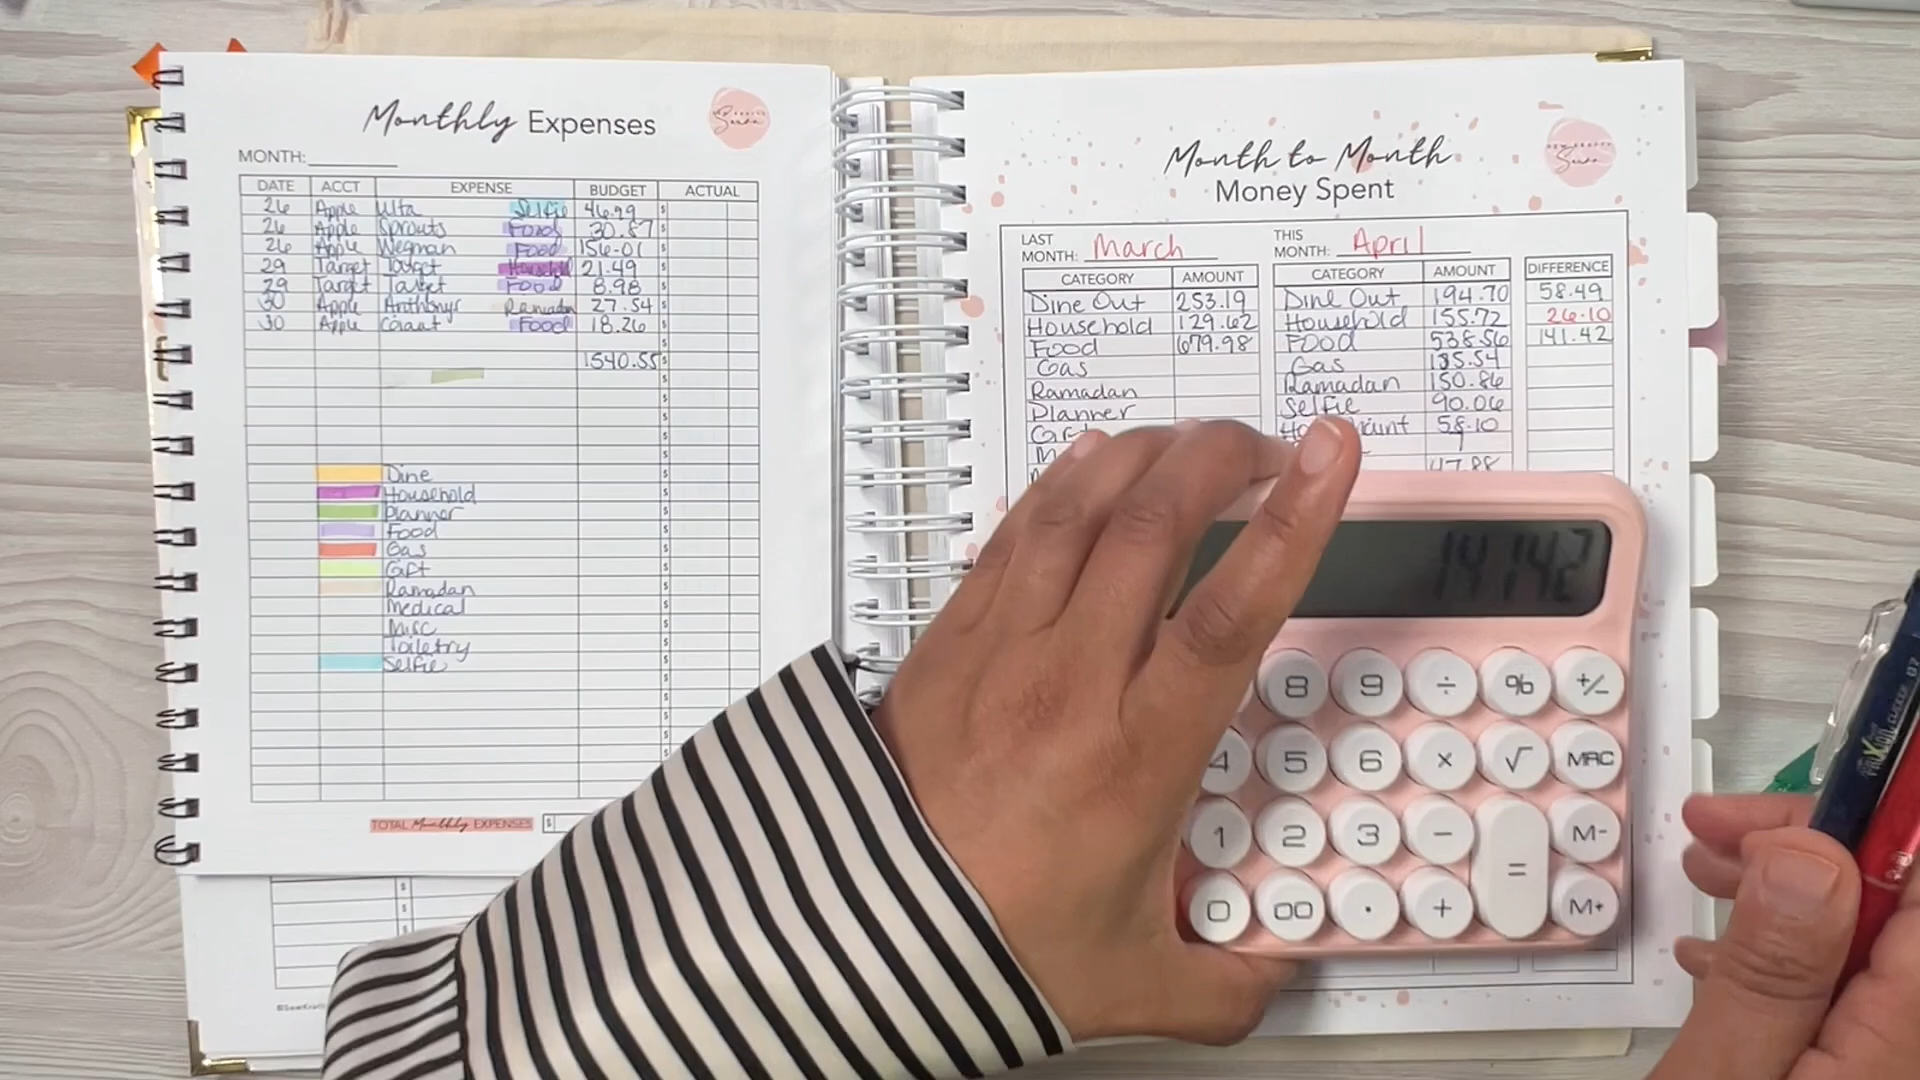 Monthly Expenses
MONTH:
DATE ACCT EXPENSE BUDGET ACTUAL
26 Apple Ulta Selfie 46.99 $
26 Apple Sprouts Food 30.87
26 Apple Wegman Food 156.01 $
29 Target Target Household 21.49 $
29 Target Target Food 8.98 $
30 Apple Anthonys Ramadan 27.54 $
30 Apple Giant Food 18.26 $
1540.55 $
Dine
Household
Planner
Food
Gas
Gift
Ramadan
Medical
Misc
Toiletry
Selfie
TOTAL Monthly EXPENSES $
Month to Month
Money Spent
LAST MONTH: March
THIS MONTH: April
CATEGORY AMOUNT CATEGORY AMOUNT DIFFERENCE
Dine Out 253.19 Dine Out 194.70 58.49
Household 129.62 Household 155.72 26.10
Food 679.98 Food 538.56 141.42
Gas Gas 135.54
Ramadan Ramadan 150.86
Planner Selfie 90.06
58.10
47.88
141.42
8 9 ÷ % +/-
4 5 6 × √ MRC
1 2 3 - M-
0 00 . + = M+